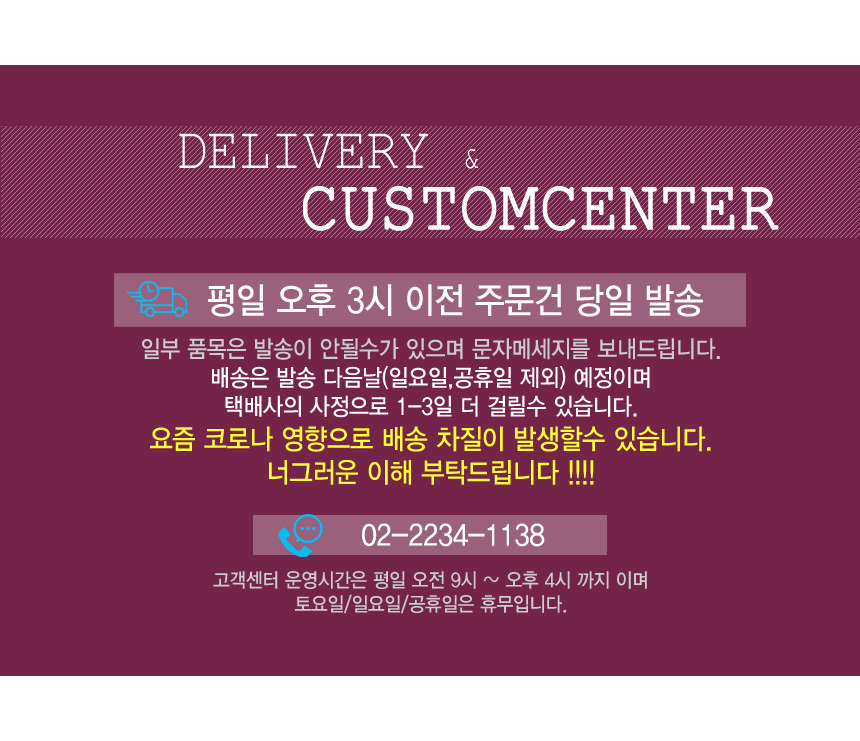 DELIVERY &
CUSTOMCENTER
평일 오후 3시 이전 주문건 당일 발송
일부 품목은 발송이 안될수가 있으며 문자메세지를 보내드립니다.
배송은 발송 다음날(일요일,공휴일 제외) 예정이며
택배사의 사정으로 1-3일 더 걸릴수 있습니다.
요즘 코로나 영향으로 배송 차질이 발생할수 있습니다.
너그러운 이해 부탁드립니다 !!!!
02-2234-1138
고객센터 운영시간은 평일 오전 9시 ~ 오후 4시 까지 이며
토요일/일요일/공휴일은 휴무입니다.